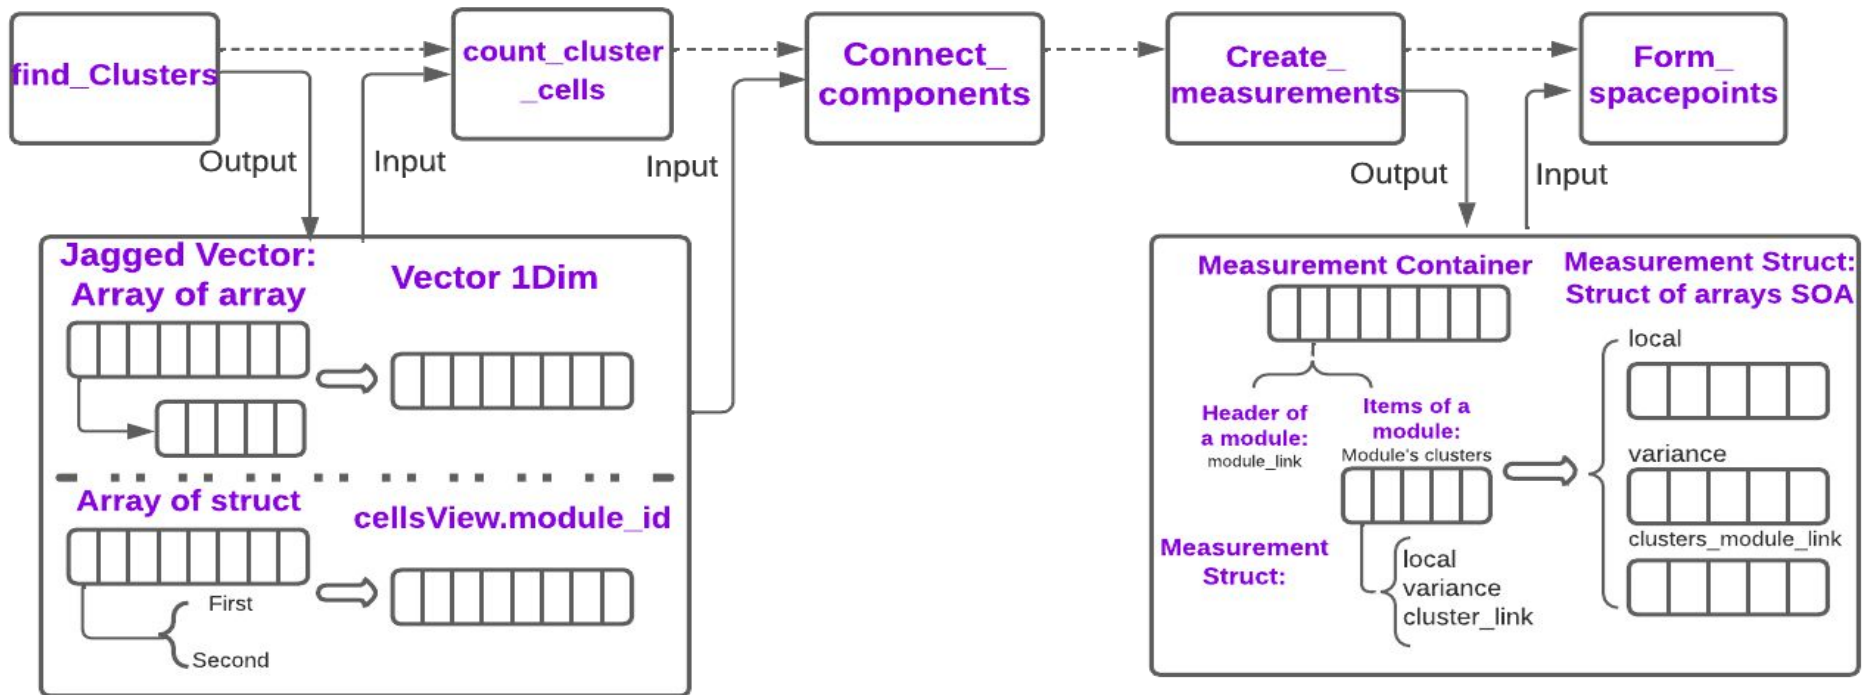 find_Clusters
count_cluster
_cells
Connect_
components
Create_
measurements
Form_
spacepoints
Output
Input
Input
Output
Input
Jagged Vector:
Array of array
Vector 1Dim
Array of struct
cellsView.module_id
First
Second
Measurement Container
Measurement Struct:
Struct of arrays SOA
Header of
a module:
module_link
Items of a
module:
Module's clusters
Measurement
Struct:
local
variance
cluster_link
local
variance
clusters_module_link